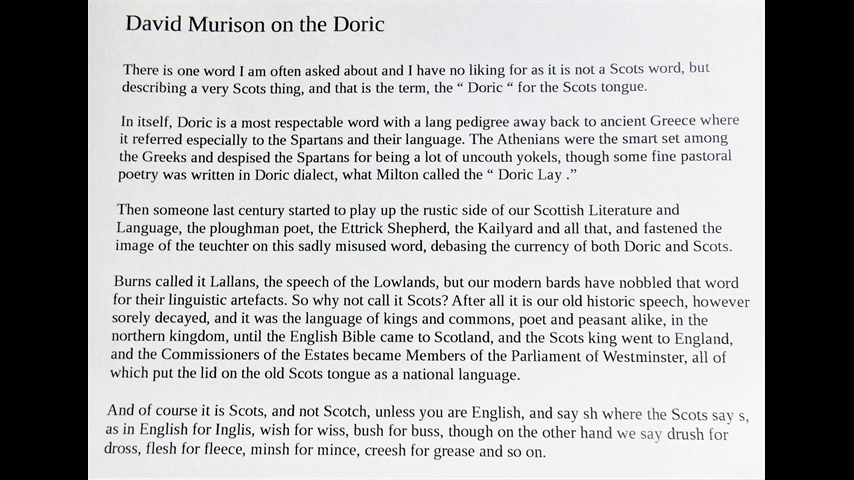 David Murison on the Doric
There is one word I am often asked about and I have no liking for as it is not a Scots word, but
describing a very Scots thing, and that is the term, the “ Doric “ for the Scots tongue.
In itself, Doric is a most respectable word with a lang pedigree away back to ancient Greece where
it referred especially to the Spartans and their language. The Athenians were the smart set among
the Greeks and despised the Spartans for being a lot of uncouth yokels, though some fine pastoral
poetry was written in Doric dialect, what Milton called the “ Doric Lay .”
Then someone last century started to play up the rustic side of our Scottish Literature and
Language, the ploughman poet, the Ettrick Shepherd, the Kailyard and all that, and fastened the
image of the teuchter on this sadly misused word, debasing the currency of both Doric and Scots.
Burns called it Lallans, the speech of the Lowlands, but our modern bards have nobbled that word
for their linguistic artefacts. So why not call it Scots? After all it is our old historic speech, however
sorely decayed, and it was the language of kings and commons, poet and peasant alike, in the
northern kingdom, until the English Bible came to Scotland, and the Scots king went to England,
and the Commissioners of the Estates became Members of the Parliament of Westminster, all of
which put the lid on the old Scots tongue as a national language.
And of course it is Scots, and not Scotch, unless you are English, and say sh where the Scots say s,
as in English for Inglis, wish for wiss, bush for buss, though on the other hand we say drush for
dross, flesh for fleece, minsh for mince, creesh for grease and so on.